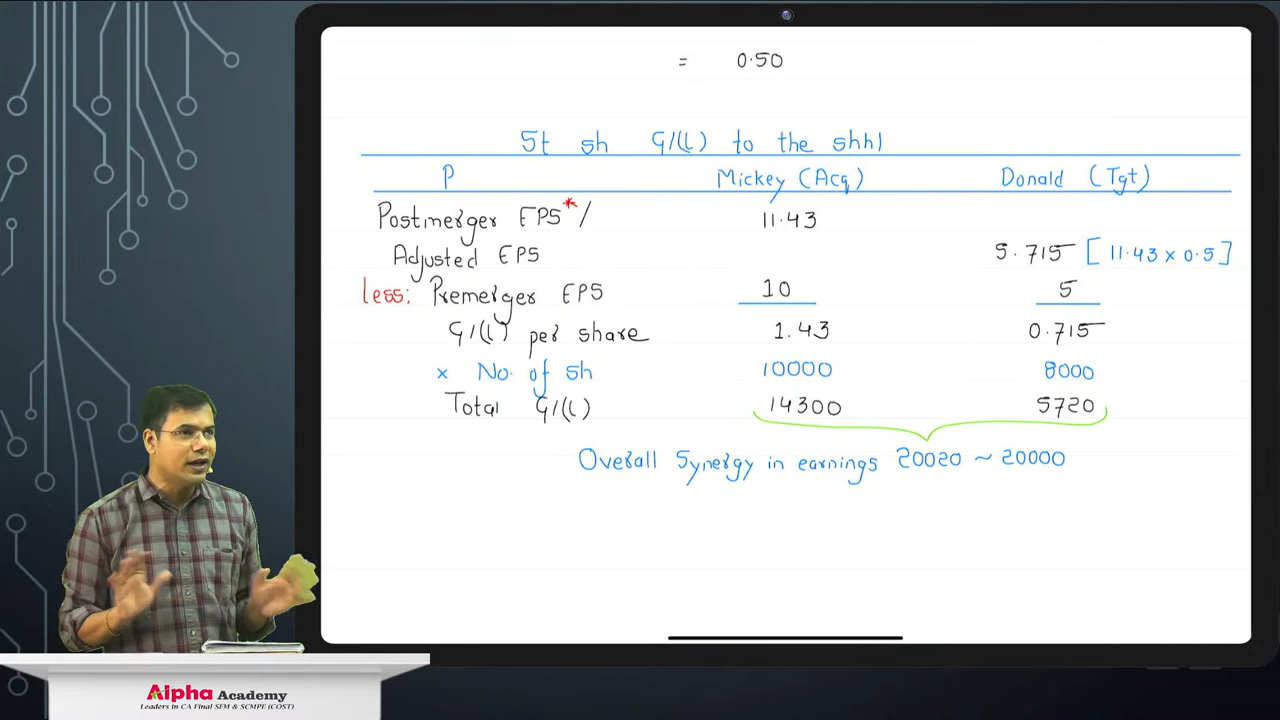 = 0.50
St sh G/(L) to the shhl
P Mickey (Acq) Donald (Tgt)
Postmerger EPS*/ 11.43
Adjusted EPS 5.715 [11.43 x 0.5]
less: Premerger EPS 10 5
G/(L) per share 1.43 0.715
x No. of sh 10000 8000
Total G/(L) 14300 5720
Overall Synergy in earnings 20020 ~ 20000
Alpha Academy
Leaders in CA Final SFM & SCMPE (COST)